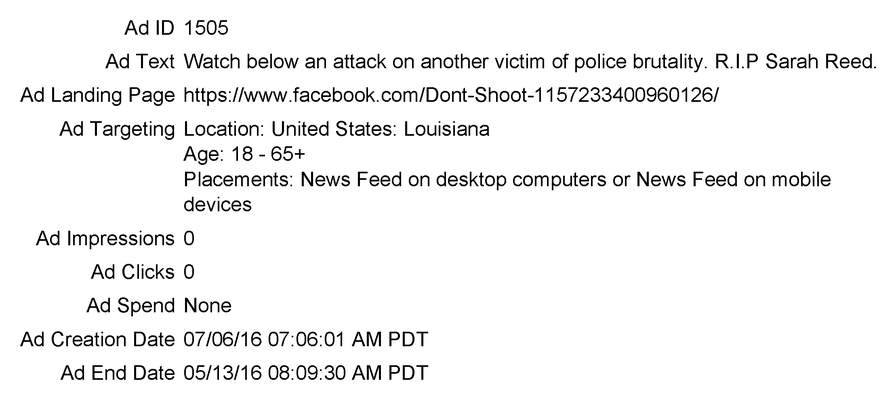 Ad ID 1505
Ad Text Watch below an attack on another victim of police brutality. R.I.P Sarah Reed.
Ad Landing Page https://www.facebook.com/Dont-Shoot-1157233400960126/
Ad Targeting Location: United States: Louisiana
Age: 18 - 65+
Placements: News Feed on desktop computers or News Feed on mobile
devices
Ad Impressions 0
Ad Clicks 0
Ad Spend None
Ad Creation Date 07/06/16 07:06:01 AM PDT
Ad End Date 05/13/16 08:09:30 AM PDT